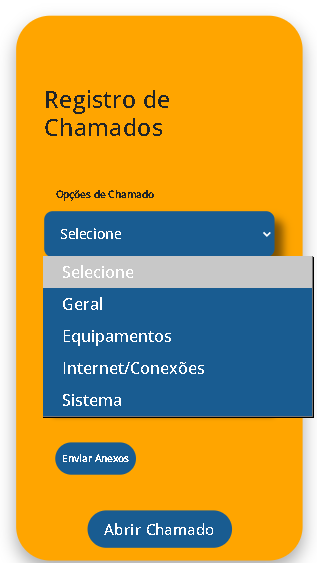 Registro de
Chamados
Opções de Chamado
Selecione
Selecione
Geral
Equipamentos
Internet/Conexões
Sistema
Enviar Anexos
Abrir Chamado